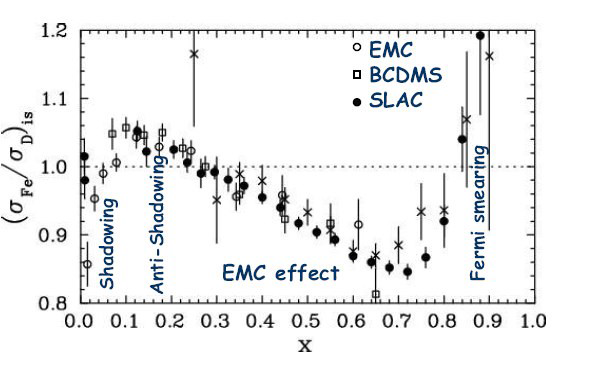 1.2
1.1
1.0
0.9
0.8
(σFe/σD)is
EMC
BCDMS
SLAC
Shadowing
Anti-Shadowing
EMC effect
Fermi smearing
0.0 0.1 0.2 0.3 0.4 0.5 0.6 0.7 0.8 0.9 1.0
x